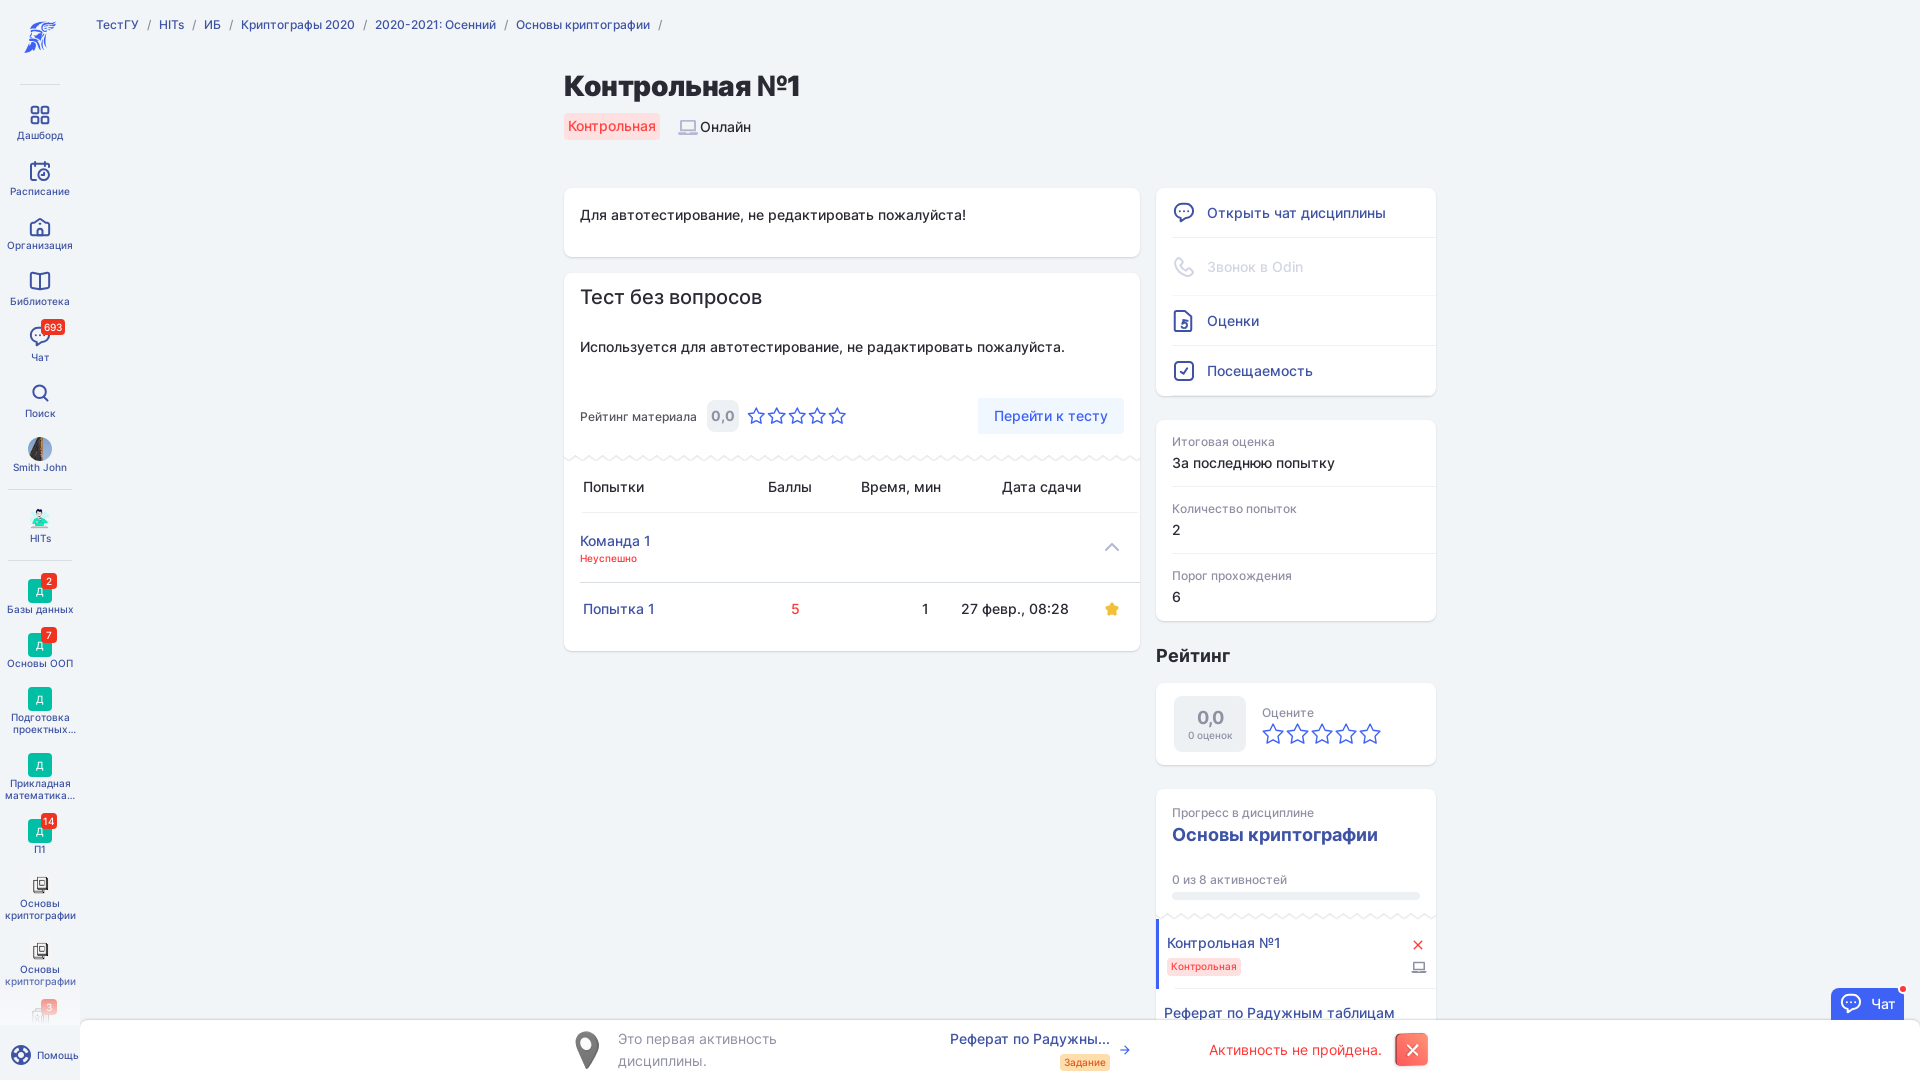 ТестГУ / HITs / ИБ / Криптографы 2020 / 2020-2021: Осенний / Основы криптографии /
Контрольная №1
Контрольная
Онлайн
Дашборд
Расписание
Организация
Библиотека
693
Чат
Поиск
Smith John
HITs
2
Д
Базы данных
7
Д
Основы ООП
Д
Подготовка
проектных...
Д
Прикладная
математика...
14
Д
П1
Основы
криптографии
Основы
криптографии
3
Помощь
Для автотестирование, не редактировать пожалуйста!
Тест без вопросов
Используется для автотестирование, не радактировать пожалуйста.
Рейтинг материала 0,0
Перейти к тесту
Попытки Баллы Время, мин Дата сдачи
Команда 1
Неуспешно
Попытка 1 5 1 27 февр., 08:28
Открыть чат дисциплины
Звонок в Odin
5
Оценки
Посещаемость
Итоговая оценка
За последнюю попытку
Количество попыток
2
Порог прохождения
6
Рейтинг
0,0
0 оценок
Оцените
Прогресс в дисциплине
Основы криптографии
0 из 8 активностей
Контрольная №1
Контрольная
Реферат по Радужным таблицам
Чат
Это первая активность
дисциплины.
Реферат по Радужны...
Задание
Активность не пройдена.